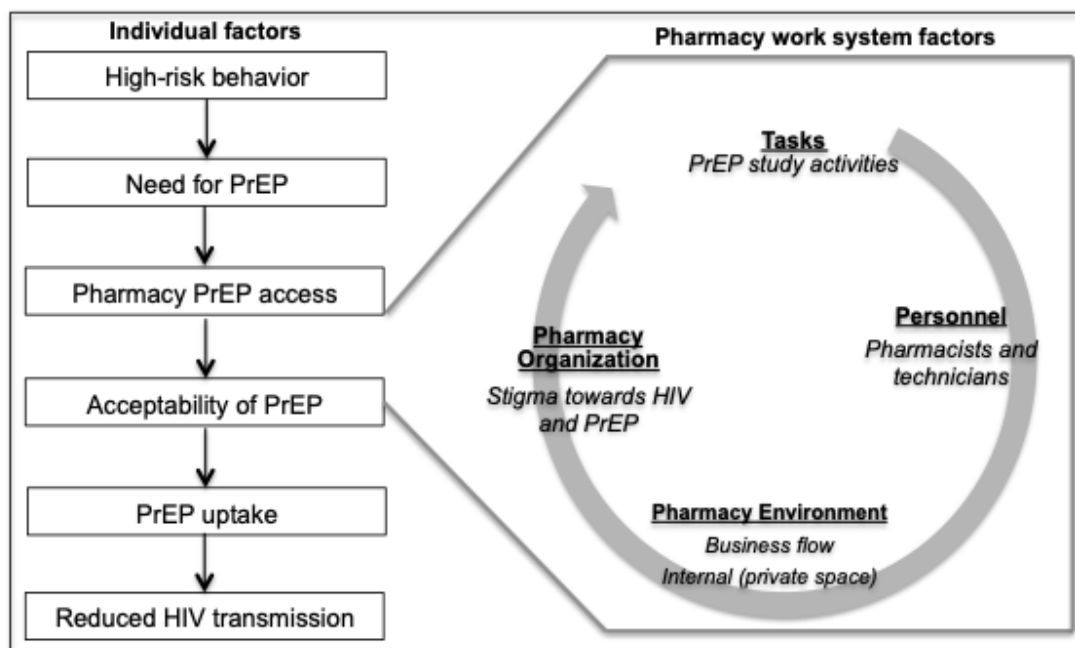 Individual factors
High-risk behavior
Need for PrEP
Pharmacy PrEP access
Acceptability of PrEP
PrEP uptake
Reduced HIV transmission
Pharmacy work system factors
Tasks
PrEP study activities
Personnel
Pharmacists and
technicians
Pharmacy Environment
Business flow
Internal (private space)
Pharmacy
Organization
Stigma towards HIV
and PrEP